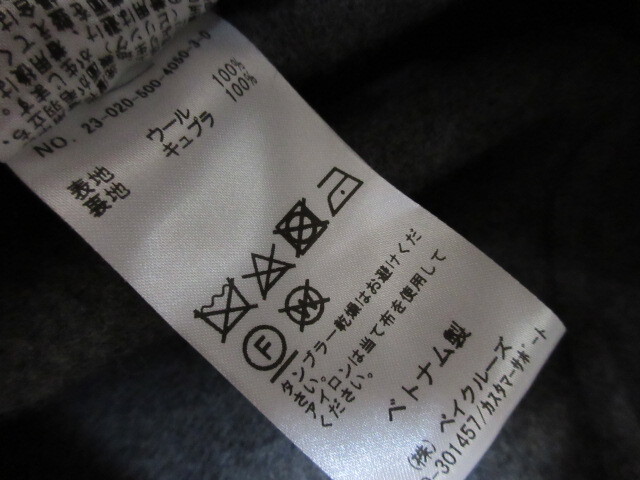 NO. 23-020-500-4050-3-0
表地 ウール 100%
裏地 キュプラ 100%
F
W
タンブラー乾燥はお避けくだ
さい。
アイロンは当て布を使用して
ください。
ベトナム製
(株) ベイクルーズ
-301457/カスタマーサポート